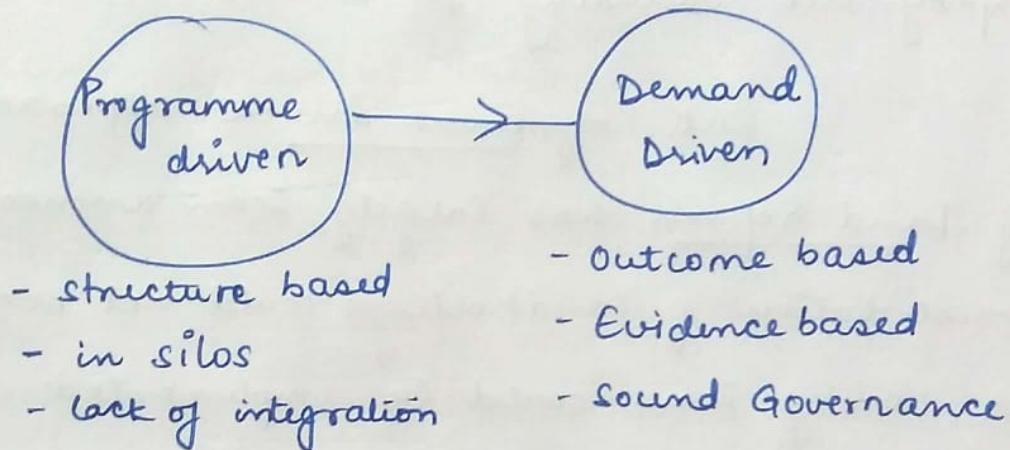 Programme
driven
Demand
Driven
- structure based
- in silos
- lack of integration
- Outcome based
- Evidence based
- Sound Governance